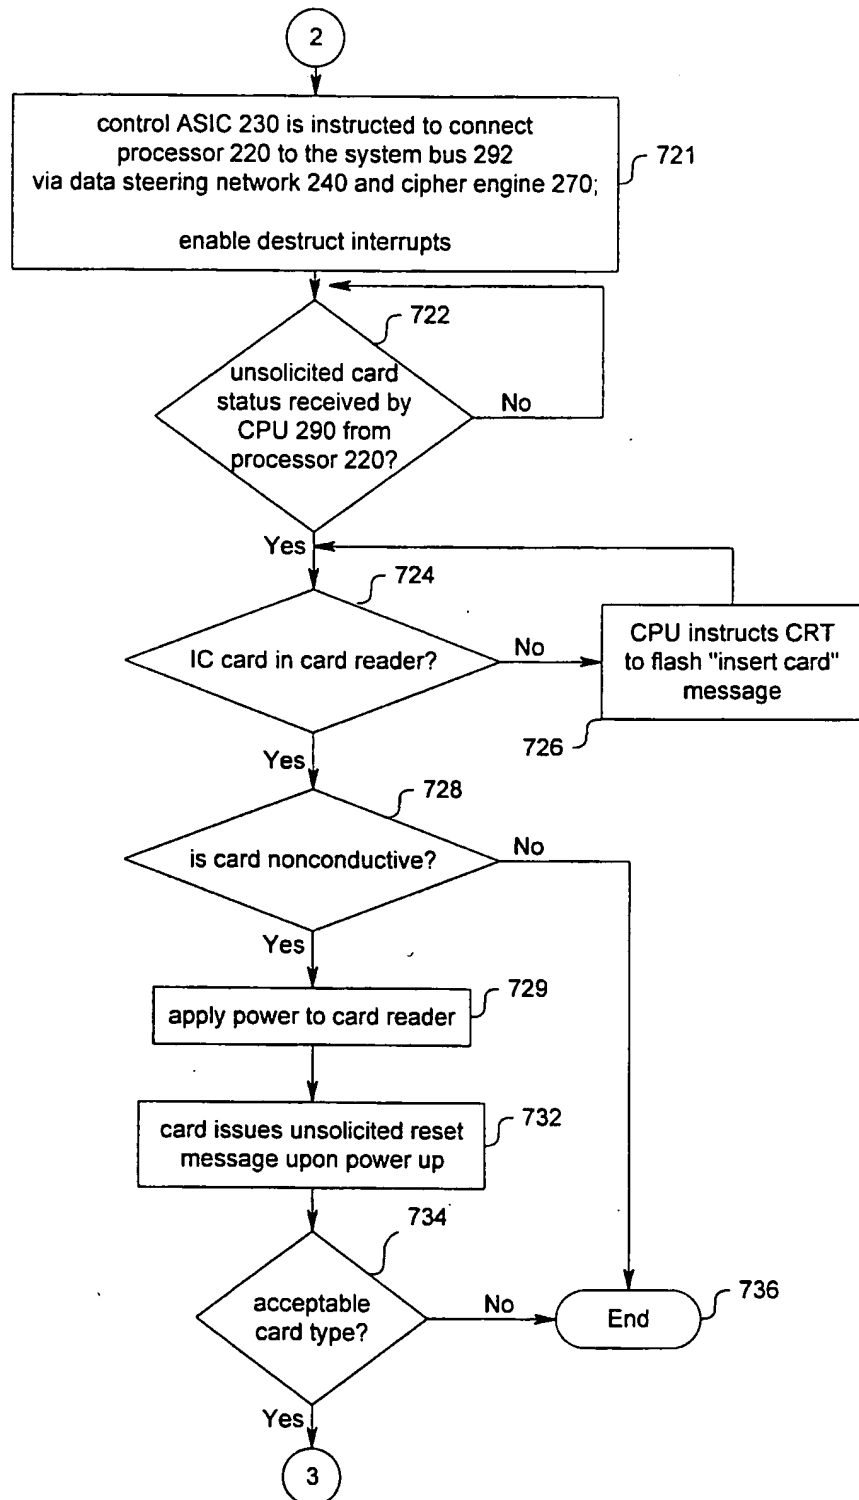 2
control ASIC 230 is instructed to connect
processor 220 to the system bus 292
via data steering network 240 and cipher engine 270;
enable destruct interrupts
721
722
unsolicited card
status received by
CPU 290 from
processor 220?
No
Yes
724
IC card in card reader?
No
CPU instructs CRT
to flash "insert card"
message
726
Yes
728
is card nonconductive?
No
Yes
729
apply power to card reader
732
card issues unsolicited reset
message upon power up
734
acceptable
card type?
No
End
736
Yes
3